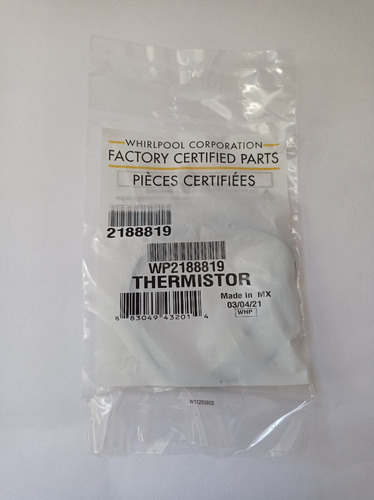 WHIRLPOOL CORPORATION
FACTORY CERTIFIED PARTS
PIÈCES CERTIFIÉES
2188819
WP2188819
THERMISTOR
Made in MX
03/04/21
WHP
8 83049 43201 4